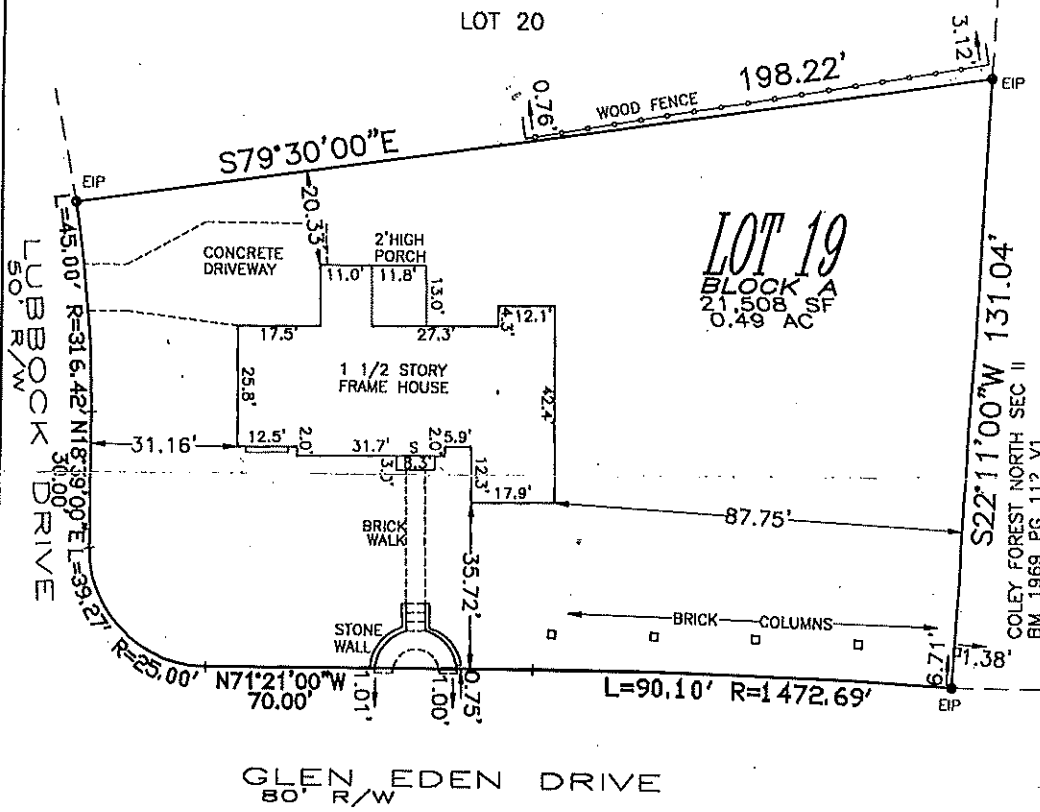 LOT 20
3.12'
198.22'
EIP
WOOD FENCE
0.76'
S79°30'00"E
EIP
20.33'
CONCRETE
DRIVEWAY
2'HIGH
PORCH
11.0'
11.8'
13.0'
LOT 19
BLOCK A
21,508 SF
0.49 AC
17.5'
27.3'
4.3'
12.1'
1 1/2 STORY
FRAME HOUSE
25.8'
42.4'
L=45.00' R=316.42'
N18°39'00"E
30.00'
LUBBOCK DRIVE
50' R/W
31.16'
12.5'
2.0'
31.7'
S
2.0'
5.9'
8.3'
3.0'
12.3'
17.9'
87.75'
S22°11'00"W 131.04'
COLEY FOREST NORTH SEC II
BM 1969 PG 112 V1
BRICK
WALK
35.72'
BRICK COLUMNS
STONE
WALL
L=39.27' R=25.00'
N71°21'00"W
70.00'
1.01'
1.00'
0.75'
L=90.10' R=1472.69'
6.71'
1.38'
EIP
GLEN EDEN DRIVE
80' R/W